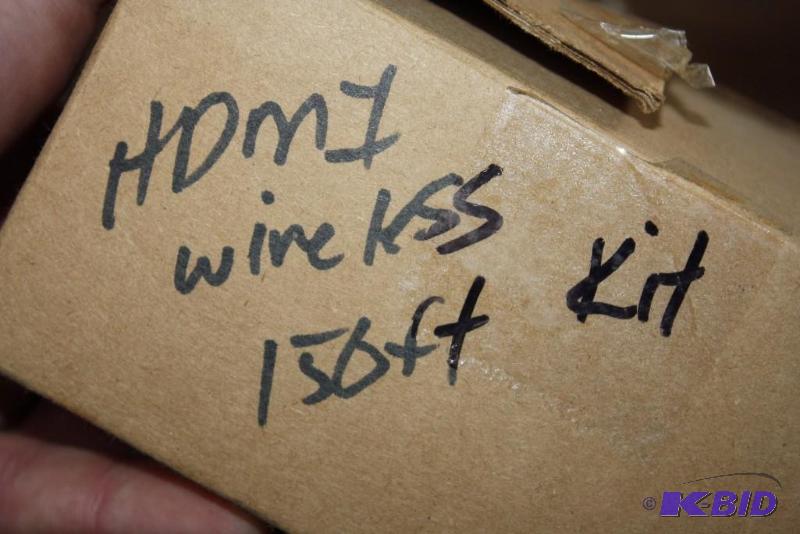 HDMI
wireless Kit
150ft
© K-BID